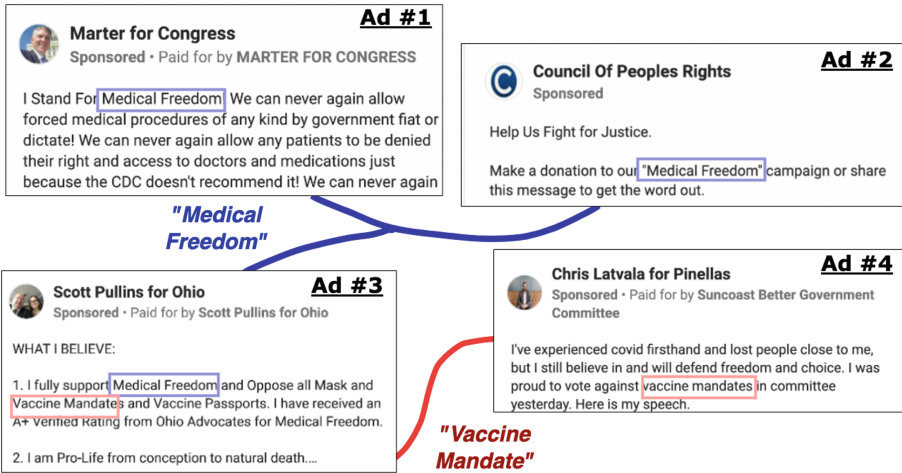 Ad #1
Marter for Congress
Sponsored • Paid for by MARTER FOR CONGRESS
I Stand For Medical Freedom! We can never again allow
forced medical procedures of any kind by government fiat or
dictate! We can never again allow any patients to be denied
their right and access to doctors and medications just
because the CDC doesn't recommend it! We can never again
Ad #2
Council Of Peoples Rights
Sponsored
Help Us Fight for Justice.
Make a donation to our "Medical Freedom" campaign or share
this message to get the word out.
"Medical
Freedom"
Ad #3
Scott Pullins for Ohio
Sponsored • Paid for by Scott Pullins for Ohio
WHAT I BELIEVE:
1. I fully support Medical Freedom and Oppose all Mask and
Vaccine Mandates and Vaccine Passports. I have received an
A+ Verified Rating from Ohio Advocates for Medical Freedom.
2. I am Pro-Life from conception to natural death....
Ad #4
Chris Latvala for Pinellas
Sponsored • Paid for by Suncoast Better Government
Committee
I've experienced covid firsthand and lost people close to me,
but I still believe in and will defend freedom and choice. I was
proud to vote against vaccine mandates in committee
yesterday. Here is my speech.
"Vaccine
Mandate"